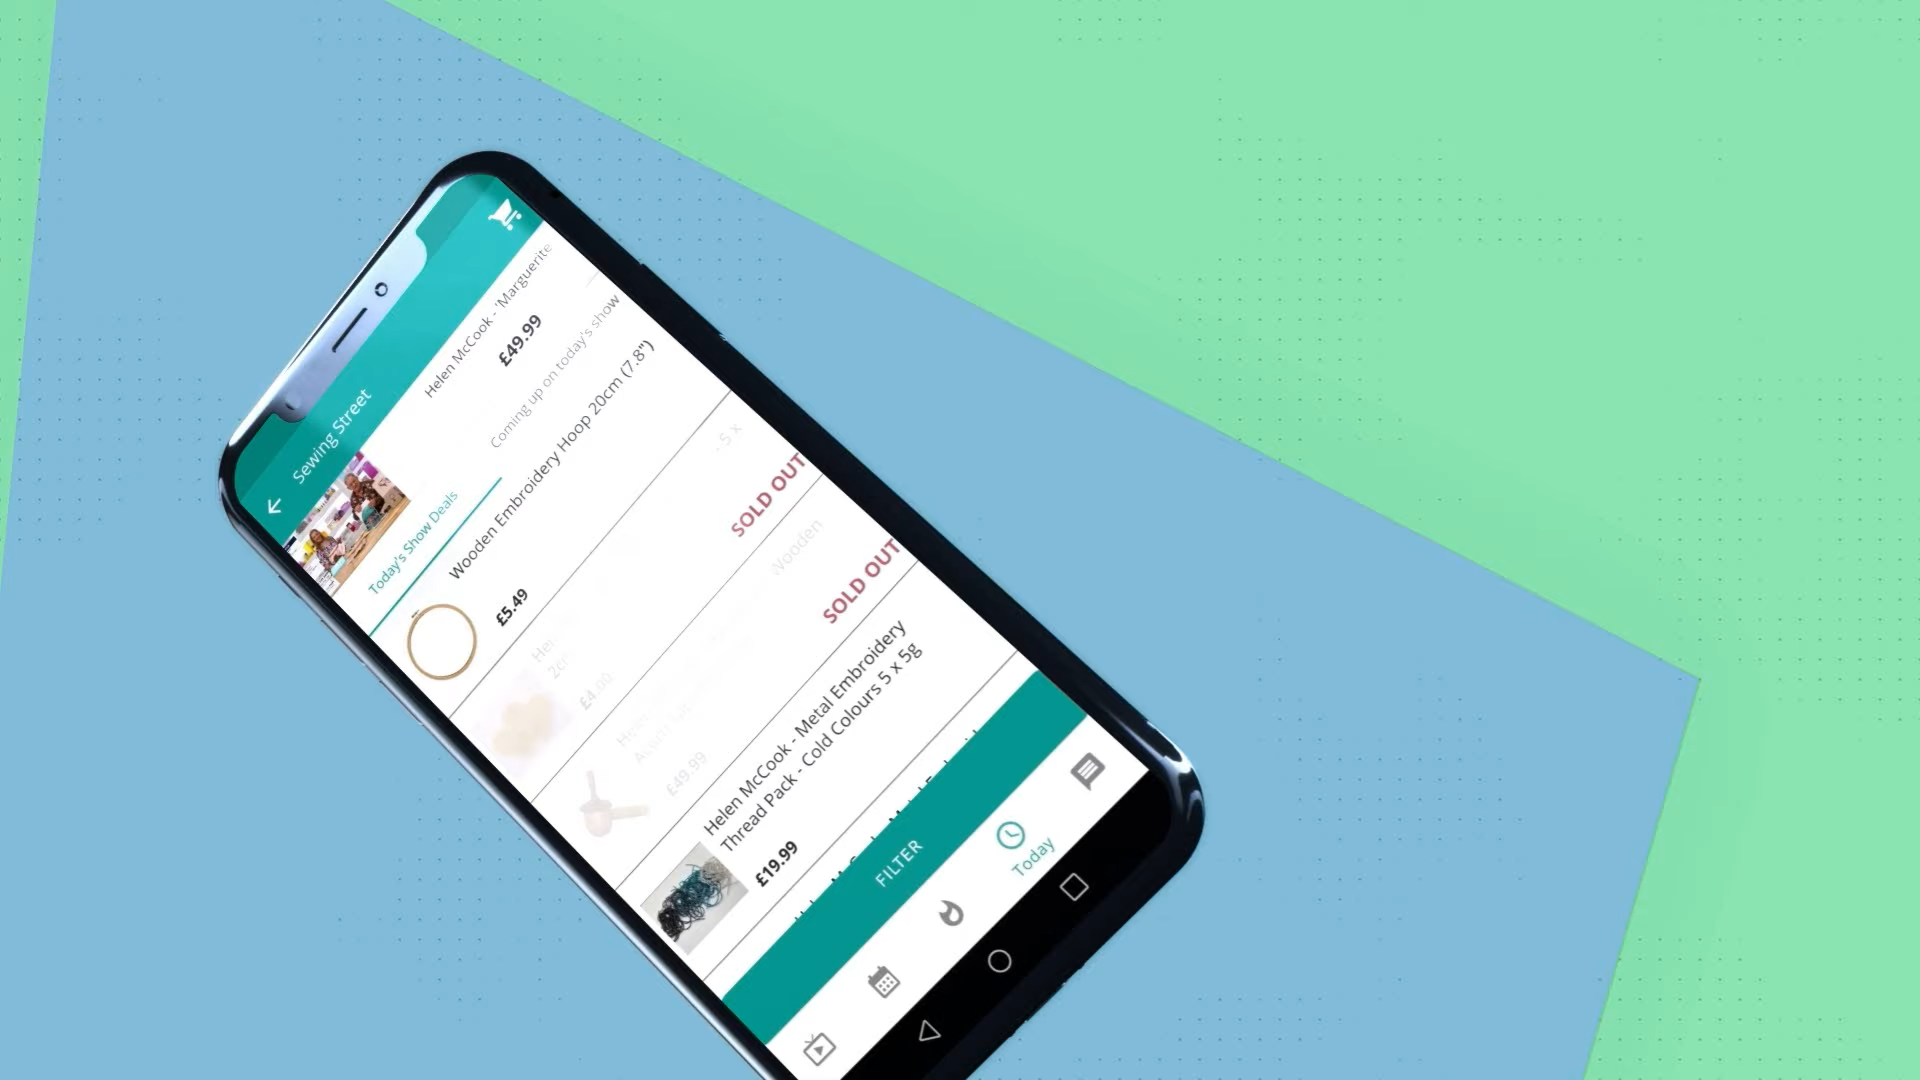 Sewing Street
Helen McCook - 'Marguerite
£49.99
Today's Show Deals
Coming up on today's show
Wooden Embroidery Hoop 20cm (7.8")
£5.49
.5 x
£4.00
SOLD OUT
Wooden
£49.99
SOLD OUT
Helen McCook - Metal Embroidery
Thread Pack - Cold Colours 5 x 5g
£19.99
FILTER
Today